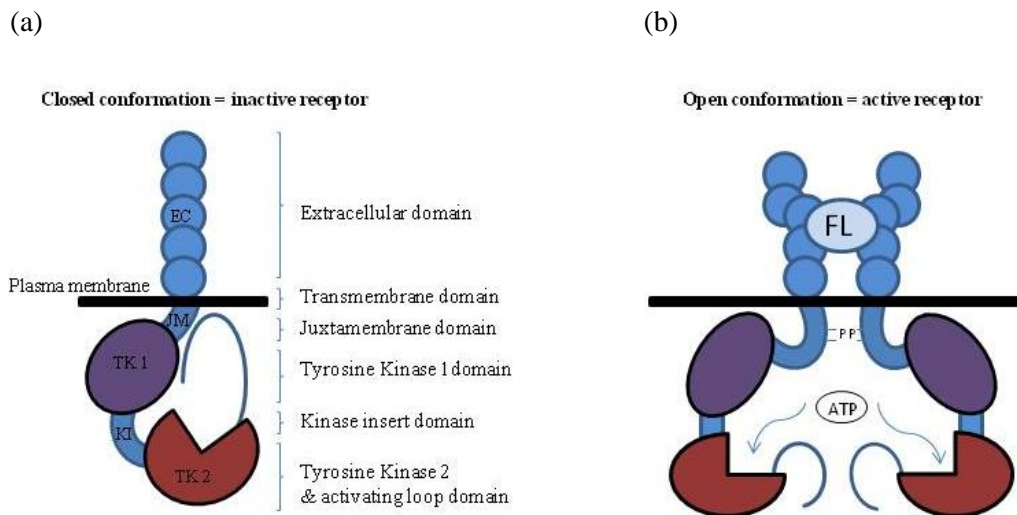 (a)
(b)
Closed conformation = inactive receptor
Open conformation = active receptor
EC
Extracellular domain
FL
Plasma membrane
Transmembrane domain
JM
Juxtamembrane domain
P P
TK 1
Tyrosine Kinase 1 domain
ATP
KI
Kinase insert domain
TK 2
Tyrosine Kinase 2
& activating loop domain